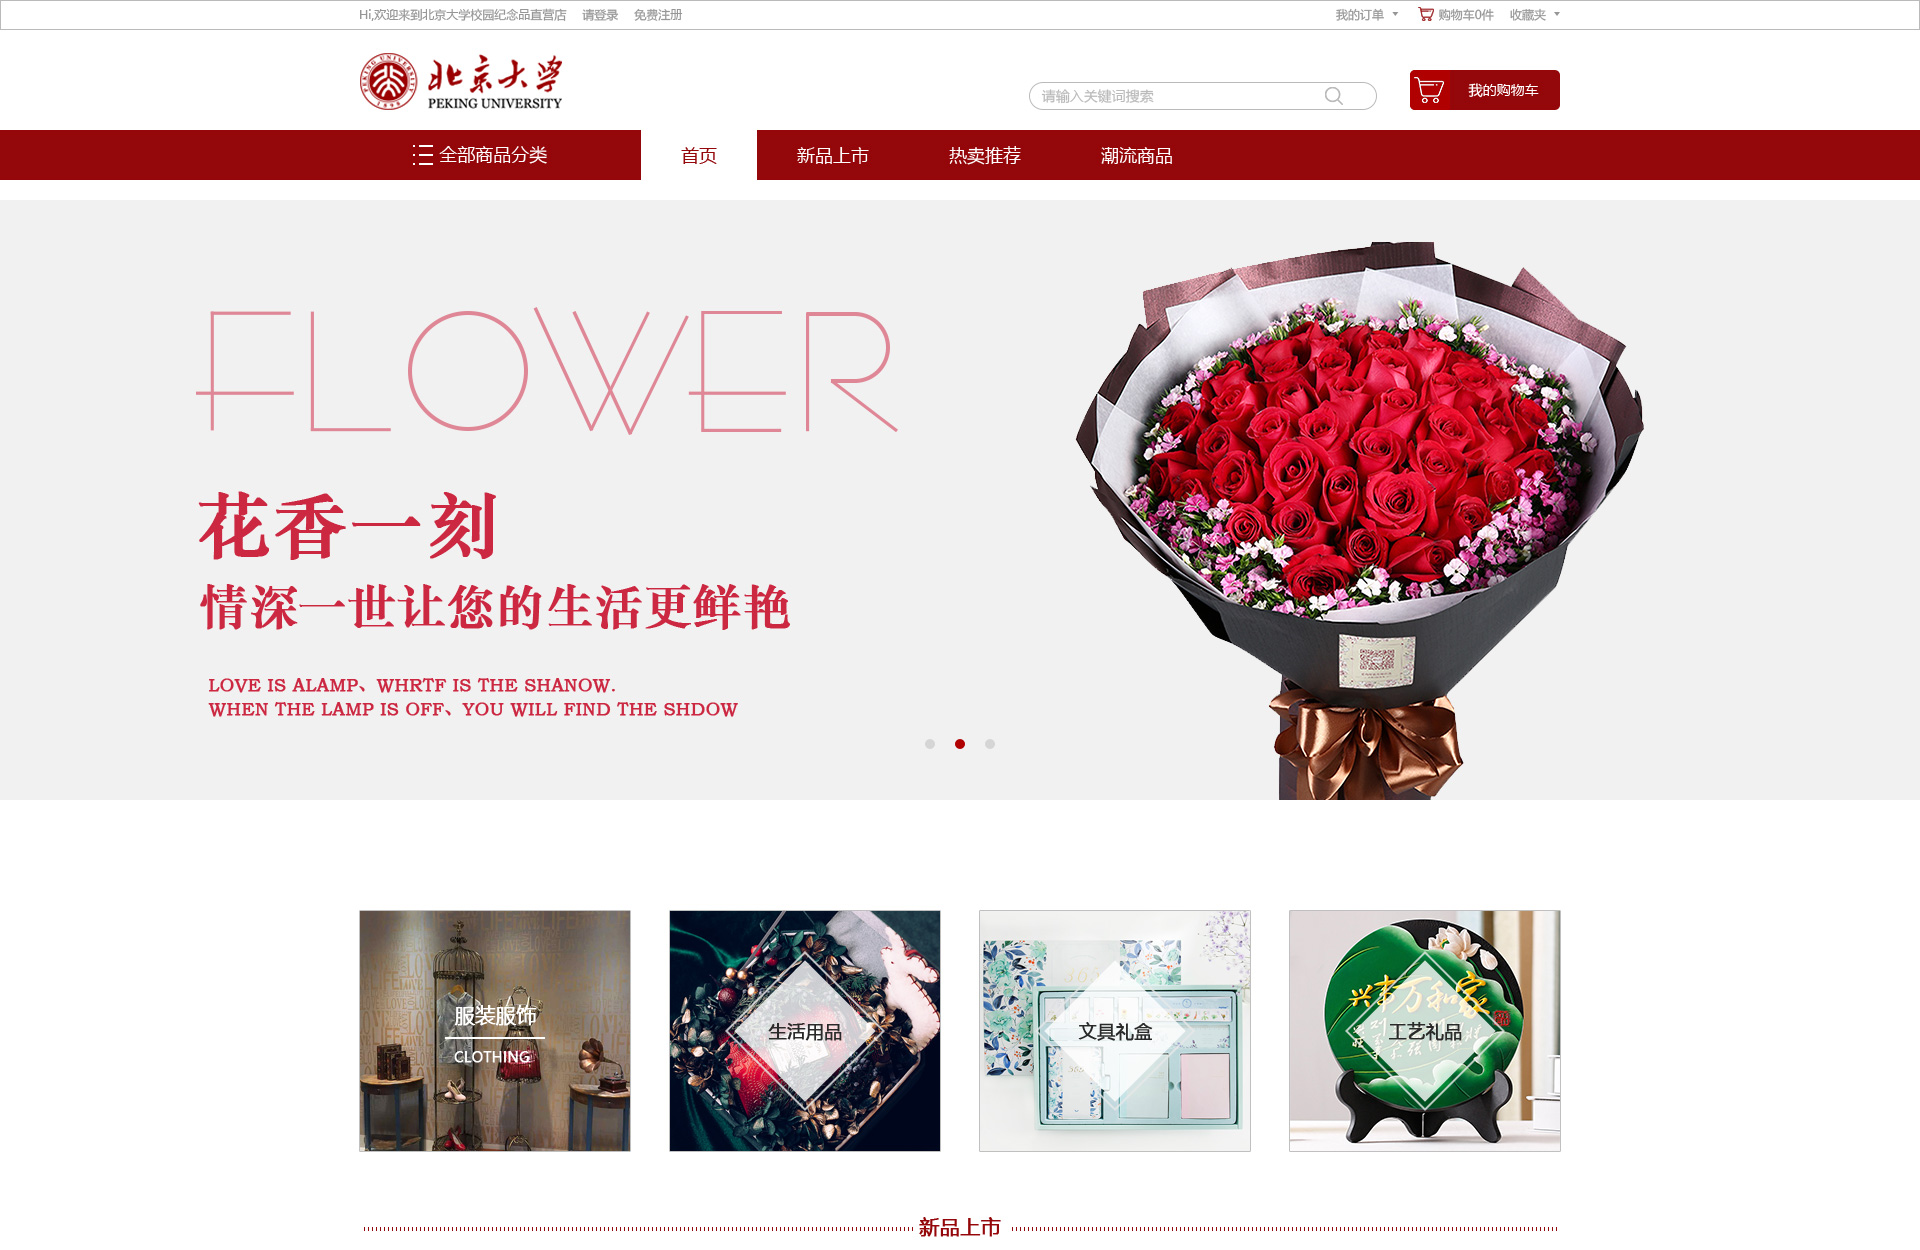 Hi,欢迎来到北京大学校园纪念品直营店 请登录 免费注册
我的订单 购物车0件 收藏夹
北京大学
PEKING UNIVERSITY
请输入关键词搜索
我的购物车
全部商品分类
首页
新品上市
热卖推荐
潮流商品
FLOWER
花香一刻
情深一世让您的生活更鲜艳
LOVE IS ALAMP、WHRTF IS THE SHANOW.
WHEN THE LAMP IS OFF、YOU WILL FIND THE SHDOW
服装服饰
CLOTHING
生活用品
文具礼盒
兴事万和家
工艺礼品
新品上市